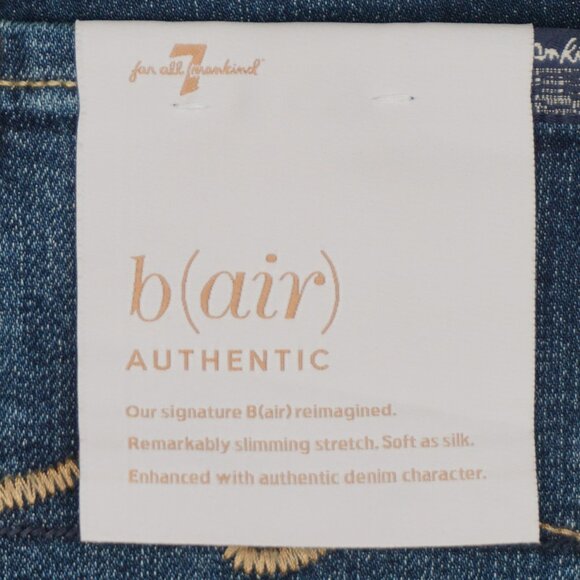 7
for all mankind
b(air)
AUTHENTIC
Our signature B(air) reimagined.
Remarkably slimming stretch. Soft as silk.
Enhanced with authentic denim character.